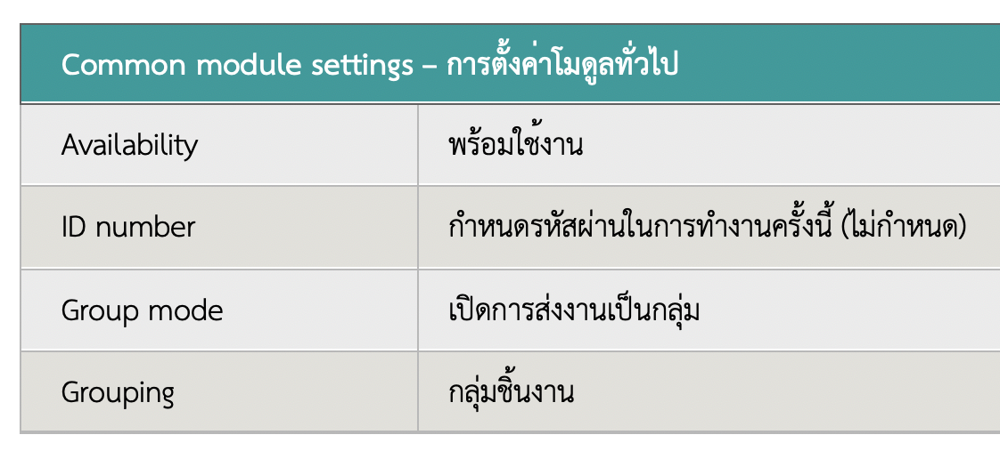 Common module settings – การตั้งค่าโมดูลทั่วไป
Availability พร้อมใช้งาน
ID number กำหนดรหัสผ่านในการทำงานครั้งนี้ (ไม่กำหนด)
Group mode เปิดการส่งงานเป็นกลุ่ม
Grouping กลุ่มชิ้นงาน